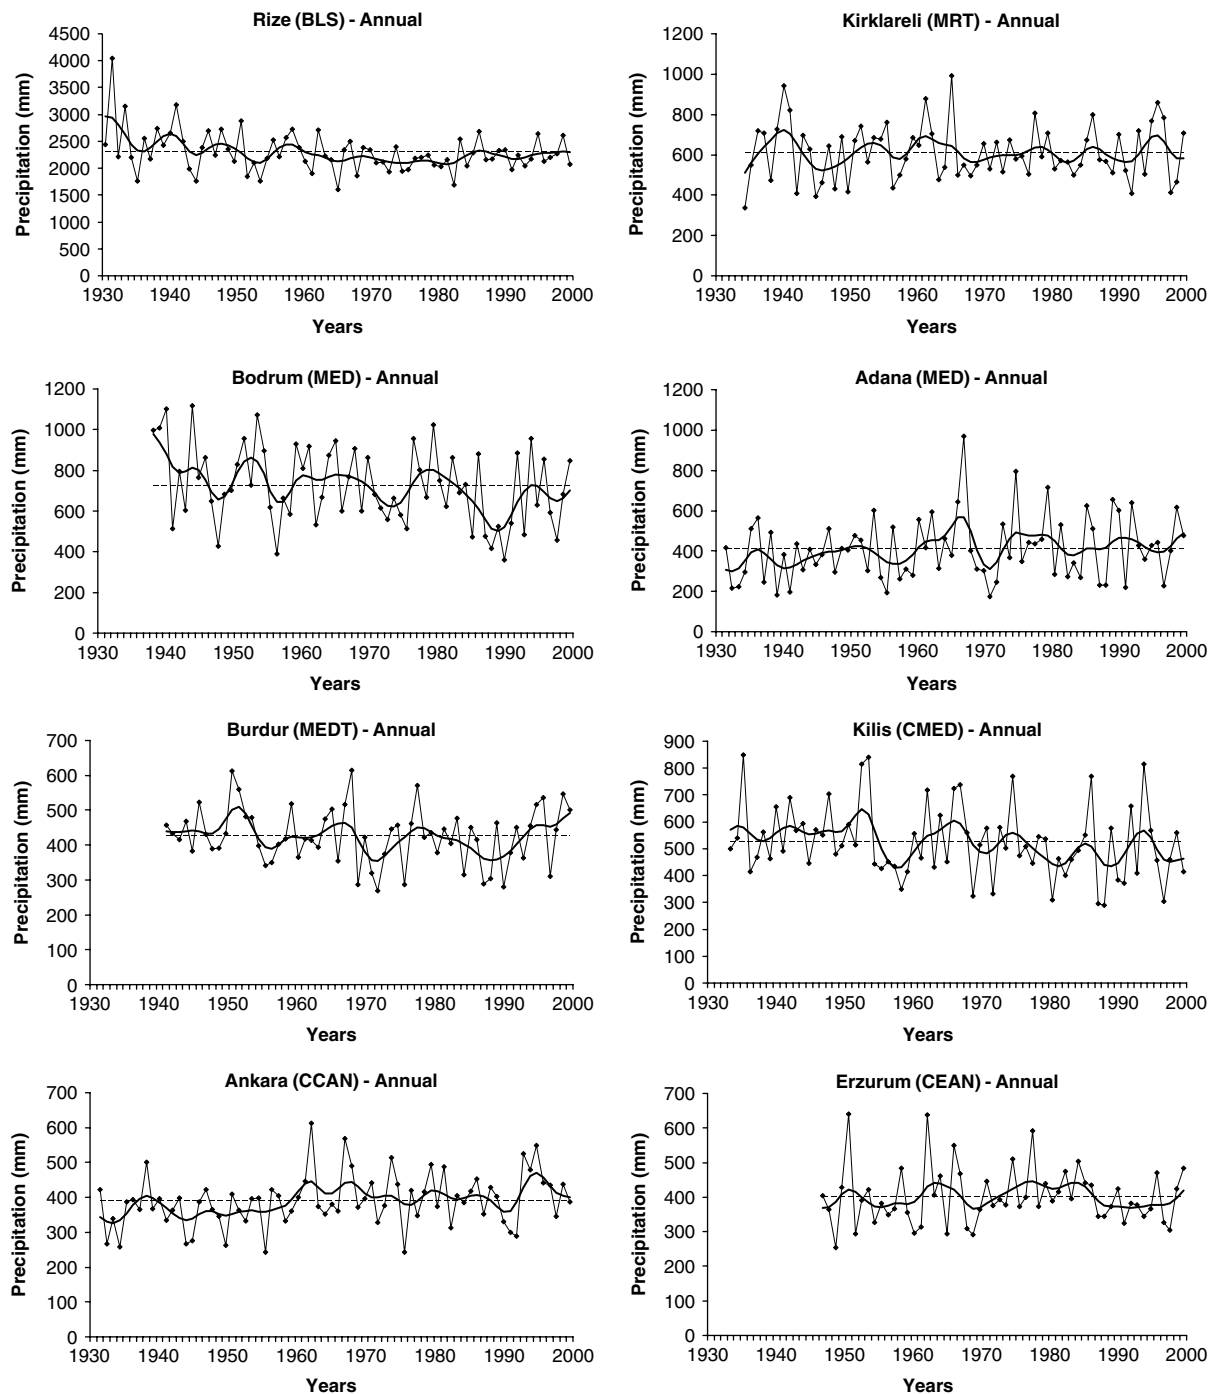 Rize (BLS) - Annual
Precipitation (mm)
4500
4000
3500
3000
2500
2000
1500
1000
500
0
1930 1940 1950 1960 1970 1980 1990 2000
Years
Kirklareli (MRT) - Annual
Precipitation (mm)
1200
1000
800
600
400
200
0
1930 1940 1950 1960 1970 1980 1990 2000
Years
Bodrum (MED) - Annual
Precipitation (mm)
1200
1000
800
600
400
200
0
1930 1940 1950 1960 1970 1980 1990 2000
Years
Adana (MED) - Annual
Precipitation (mm)
1200
1000
800
600
400
200
0
1930 1940 1950 1960 1970 1980 1990 2000
Years
Burdur (MEDT) - Annual
Precipitation (mm)
700
600
500
400
300
200
100
0
1930 1940 1950 1960 1970 1980 1990 2000
Years
Kilis (CMED) - Annual
Precipitation (mm)
900
800
700
600
500
400
300
200
100
0
1930 1940 1950 1960 1970 1980 1990 2000
Years
Ankara (CCAN) - Annual
Precipitation (mm)
700
600
500
400
300
200
100
0
1930 1940 1950 1960 1970 1980 1990 2000
Years
Erzurum (CEAN) - Annual
Precipitation (mm)
700
600
500
400
300
200
100
0
1930 1940 1950 1960 1970 1980 1990 2000
Years